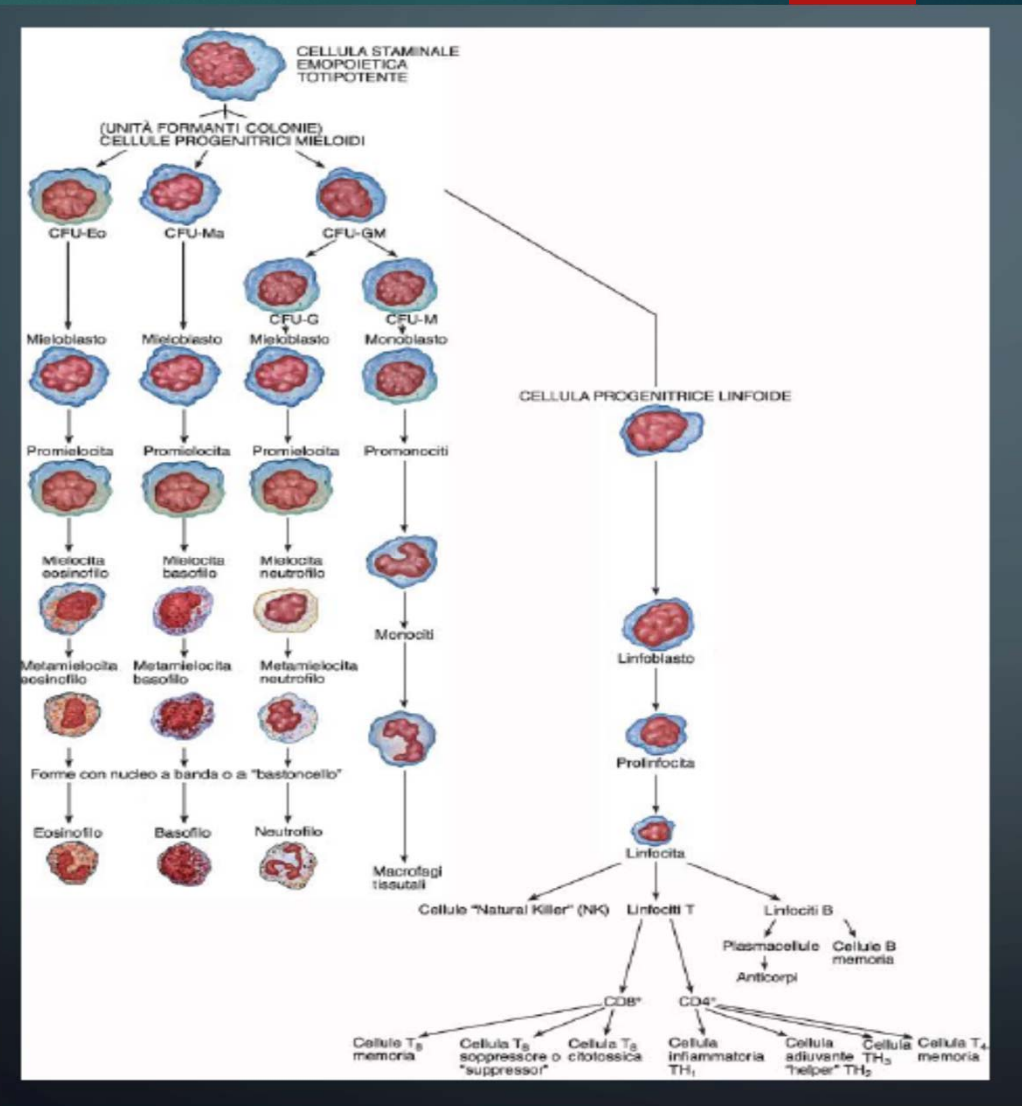 CELLULA STAMINALE
EMOPOIETICA
TOTIPOTENTE
(UNITÀ FORMANTI COLONIE)
CELLULE PROGENITRICI MIELOIDI
CFU-Eo
CFU-Ma
CFU-GM
CFU-G
CFU-M
Mieloblasto
Mieloblasto
Mieloblasto
Monoblasto
CELLULA PROGENITRICE LINFOIDE
Promielocita
Promielocita
Promielocita
Promonociti
Mielocita
eosinofilo
Mielocita
basofilo
Mielocita
neutrofilo
Monociti
Linfoblasto
Metamielocita
eosinofilo
Metamielocita
basofilo
Metamielocita
neutrofilo
Prolinfocita
Forme con nucleo a banda o a "bastoncello"
Eosinofilo
Basofilo
Neutrofilo
Linfocita
Macrofagi
tissutali
Cellule "Natural Killer" (NK)
Linfociti T
Linfociti B
Plasmacellule
Cellule B
memoria
Anticorpi
CD8+
CD4+
Cellule T8
memoria
Cellula T8
soppressore o
"suppressor"
Cellula T8
citotossica
Cellula
infiammatoria
TH1
Cellula
adiuvante
"helper" TH2
Cellula
TH3
Cellula T4
memoria